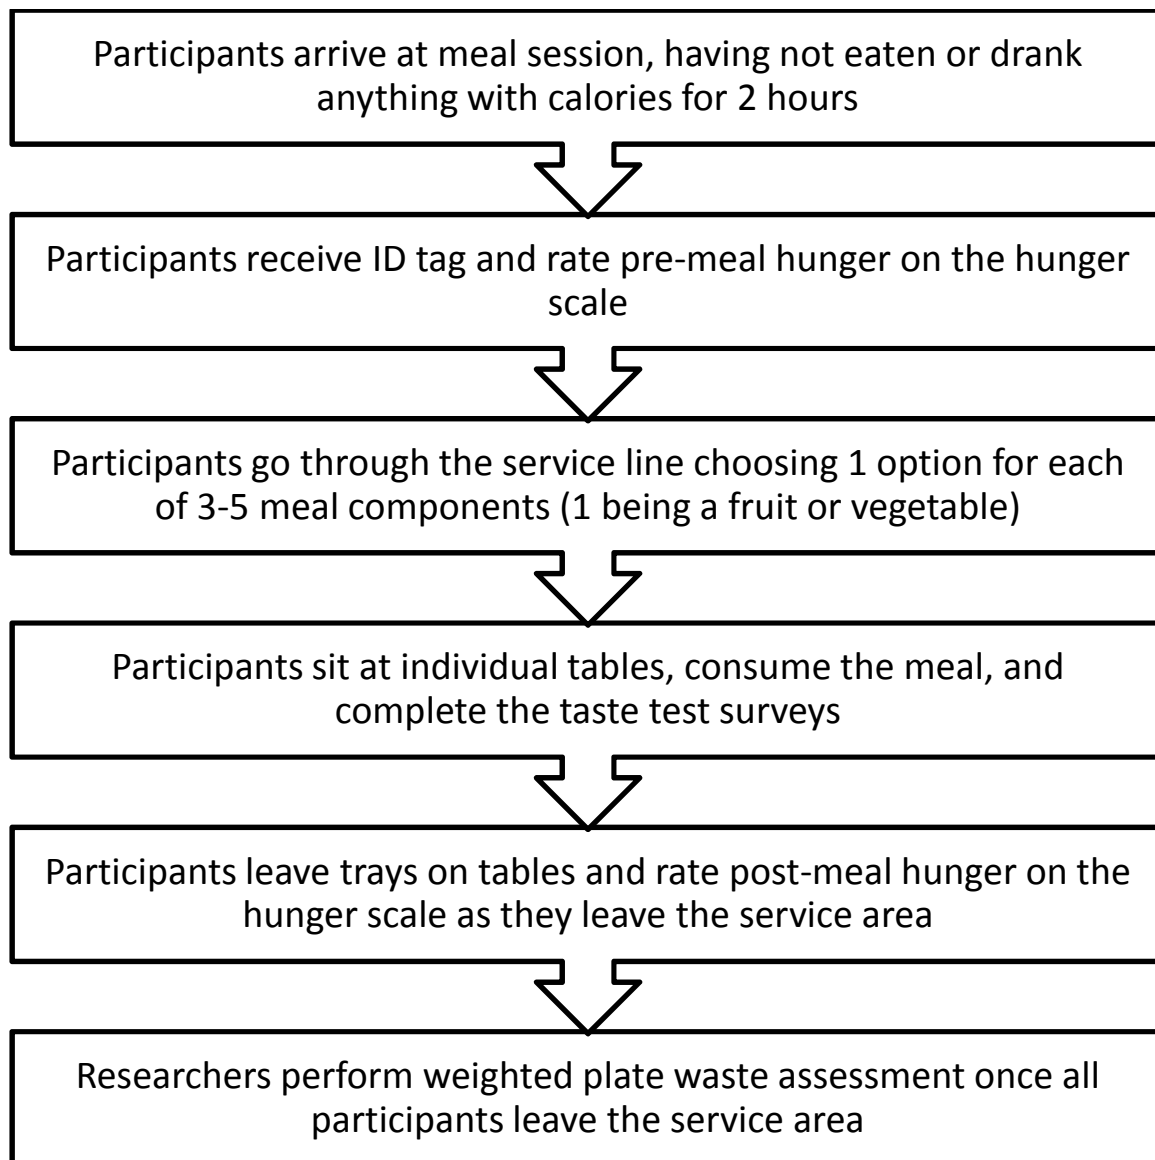 Participants arrive at meal session, having not eaten or drank
anything with calories for 2 hours
Participants receive ID tag and rate pre-meal hunger on the hunger
scale
Participants go through the service line choosing 1 option for each
of 3-5 meal components (1 being a fruit or vegetable)
Participants sit at individual tables, consume the meal, and
complete the taste test surveys
Participants leave trays on tables and rate post-meal hunger on the
hunger scale as they leave the service area
Researchers perform weighted plate waste assessment once all
participants leave the service area